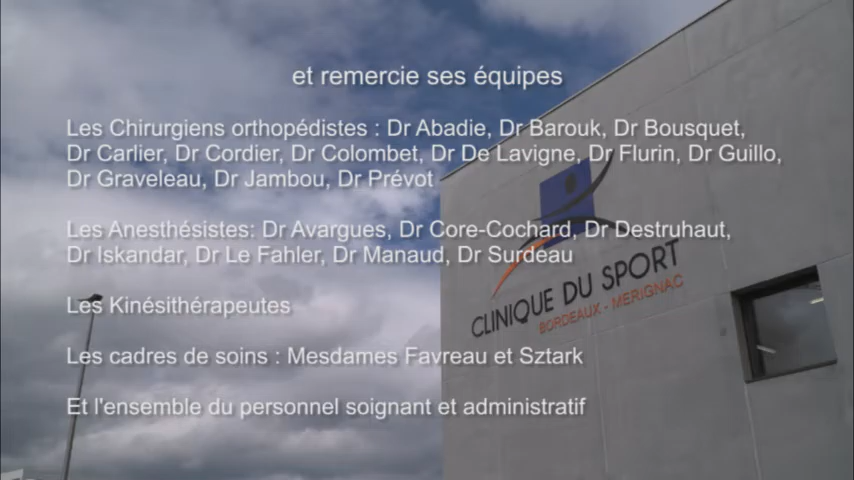 et remercie ses équipes
Les Chirurgiens orthopédistes : Dr Abadie, Dr Barouk, Dr Bousquet,
Dr Carlier, Dr Cordier, Dr Colombet, Dr De Lavigne, Dr Flurin, Dr Guillo,
Dr Graveleau, Dr Jambou, Dr Prévot
Les Anesthésistes: Dr Avargues, Dr Core-Cochard, Dr Destruhaut,
Dr Iskandar, Dr Le Fahler, Dr Manaud, Dr Surdeau
CLINIQUE DU SPORT
BORDEAUX - MERIGNAC
Les Kinésithérapeutes
Les cadres de soins : Mesdames Favreau et Sztark
Et l'ensemble du personnel soignant et administratif